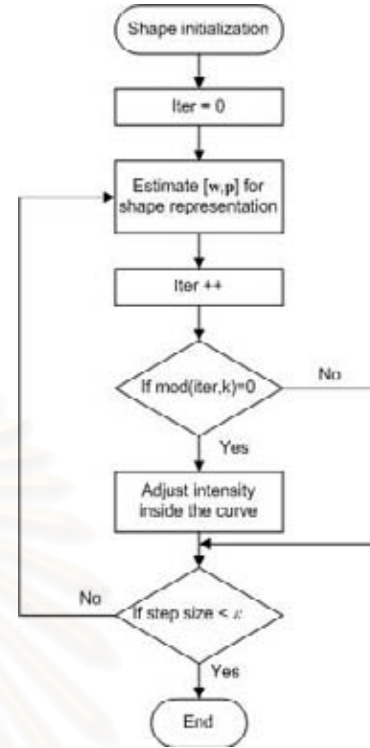 Shape initialization
Iter = 0
Estimate [w,p] for
shape representation
Iter ++
If mod(iter,k)=0
No
Yes
Adjust intensity
inside the curve
No
If step size < ε
Yes
End